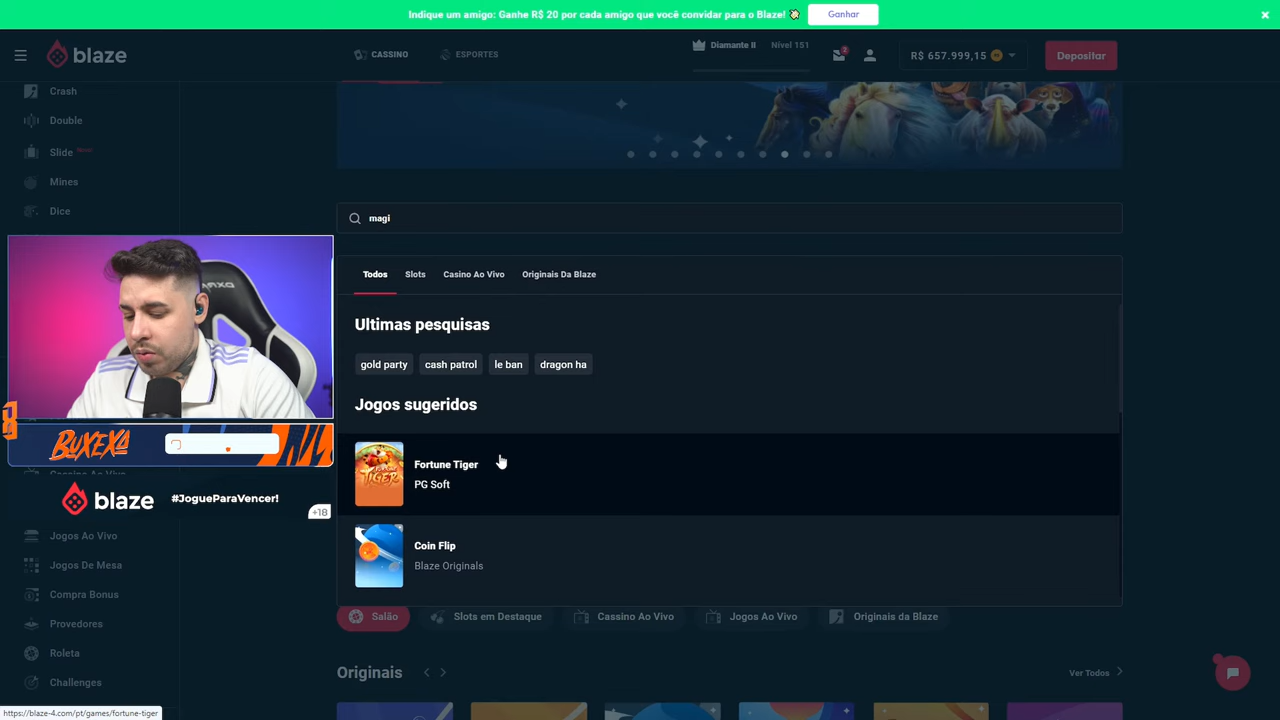 Indique um amigo: Ganhe R$ 20 por cada amigo que você convidar para o Blaze!
Ganhar
blaze
CASSINO
ESPORTES
Diamante II
Nível 151
2
R$ 657.999,15
Depositar
Crash
Double
Slide
Mines
Dice
magi
Todos
Slots
Casino Ao Vivo
Originais Da Blaze
Ultimas pesquisas
gold party
cash patrol
le ban
dragon ha
Jogos sugeridos
Fortune Tiger
PG Soft
Coin Flip
Blaze Originals
BUXEXA
blaze
#JogueParaVencer!
+18
Jogos Ao Vivo
Jogos De Mesa
Compra Bonus
Provedores
Roleta
Challenges
Salão
Slots em Destaque
Cassino Ao Vivo
Jogos Ao Vivo
Originais da Blaze
Originais
Ver Todos
https://blaze-4.com/pt/games/fortune-tiger